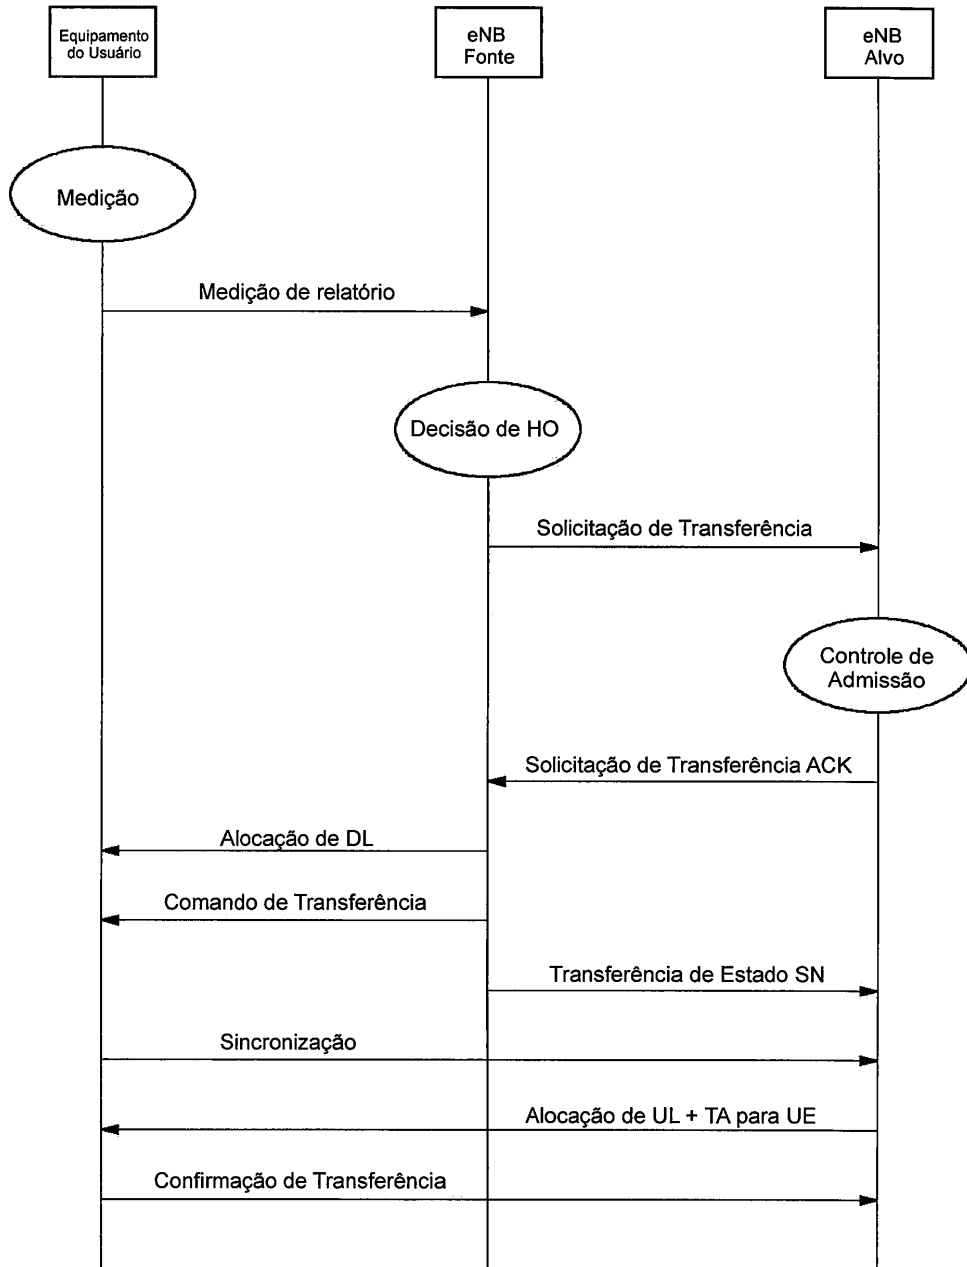 Equipamento
do Usuário
eNB
Fonte
eNB
Alvo
Medição
Medição de relatório
Decisão de HO
Solicitação de Transferência
Controle de
Admissão
Solicitação de Transferência ACK
Alocação de DL
Comando de Transferência
Transferência de Estado SN
Sincronização
Alocação de UL + TA para UE
Confirmação de Transferência